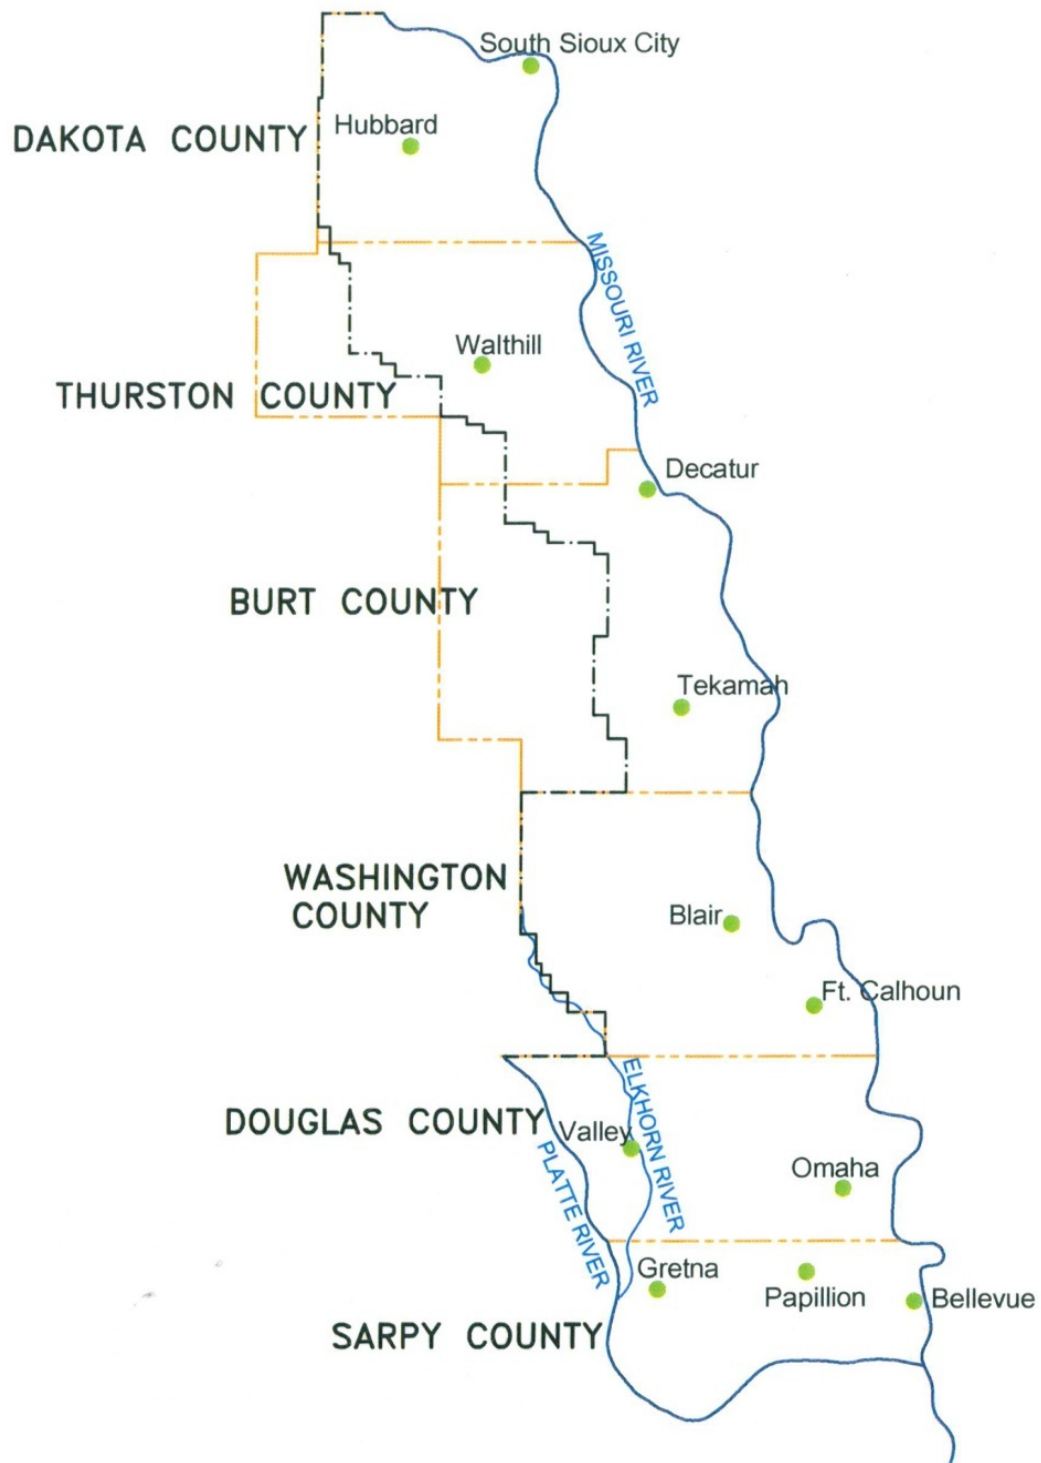 South Sioux City
Hubbard
DAKOTA COUNTY
MISSOURI RIVER
Walthill
THURSTON COUNTY
Decatur
BURT COUNTY
Tekamah
WASHINGTON
COUNTY
Blair
Ft. Calhoun
ELKHORN RIVER
DOUGLAS COUNTY
Valley
PLATTE RIVER
Omaha
Gretna
Papillion
Bellevue
SARPY COUNTY